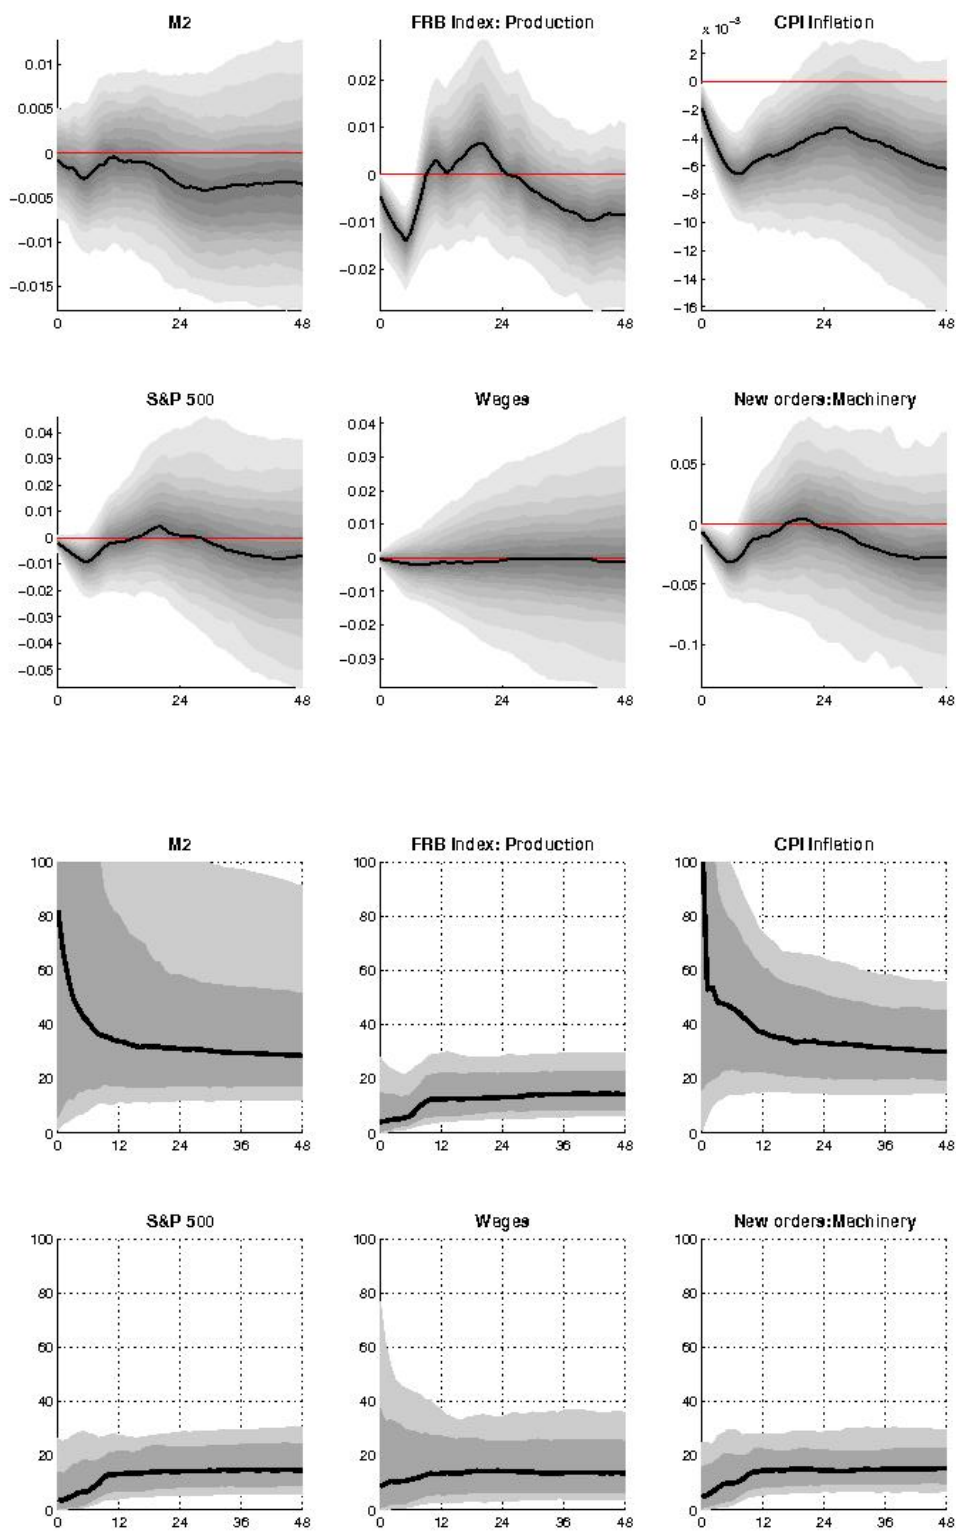 M2 FRB Index: Production CPI Inflation
x 10⁻³
0.01 0.02 2
0.005 0.01 0
0 0 −2
−0.005 −0.01 −4
−0.01 −0.02 −6
−0.015 −8
−10
−12
−14
−16
0 24 48 0 24 48 0 24 48
S&P 500 Wages New orders:Machinery
0.04 0.04 0.05
0.03 0.03 0
0.02 0.02 −0.05
0.01 0.01 −0.1
0 0
−0.01 −0.01
−0.02 −0.02
−0.03 −0.03
−0.04
−0.05
0 24 48 0 24 48 0 24 48
M2 FRB Index: Production CPI Inflation
100 100 100
80 80 80
60 60 60
40 40 40
20 20 20
0 0 0
0 12 24 36 48 0 12 24 36 48 0 12 24 36 48
S&P 500 Wages New orders:Machinery
100 100 100
80 80 80
60 60 60
40 40 40
20 20 20
0 0 0
0 12 24 36 48 0 12 24 36 48 0 12 24 36 48